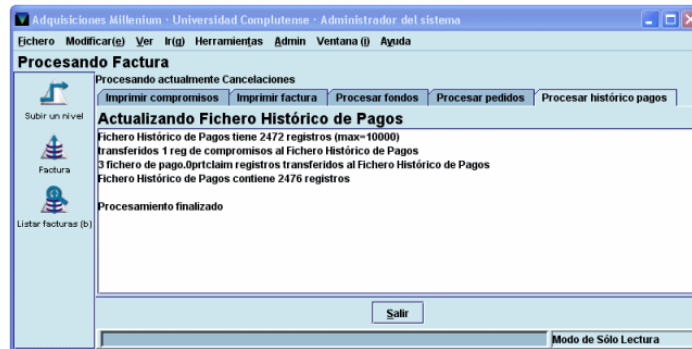 Adquisiciones Millenium · Universidad Complutense · Administrador del sistema
Fichero Modificar(e) Ver Ir(g) Herramientas Admin Ventana (i) Ayuda
Procesando Factura
Procesando actualmente Cancelaciones
Imprimir compromisos Imprimir factura Procesar fondos Procesar pedidos Procesar histórico pagos
Subir un nivel
Actualizando Fichero Histórico de Pagos
Fichero Histórico de Pagos tiene 2472 registros (max=10000)
transferidos 1 reg de compromisos al Fichero Histórico de Pagos
3 fichero de pago.0prtclaim registros transferidos al Fichero Histórico de Pagos
Fichero Histórico de Pagos contiene 2476 registros
Factura
Procesamiento finalizado
Listar facturas (b)
Salir
Modo de Sólo Lectura